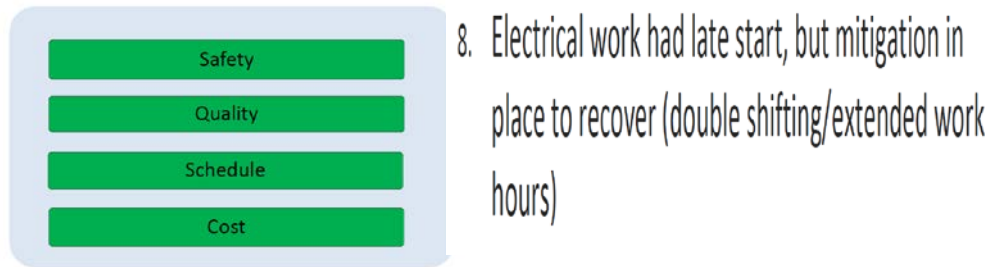 Safety
Quality
Schedule
Cost
8. Electrical work had late start, but mitigation in
place to recover (double shifting/extended work
hours)